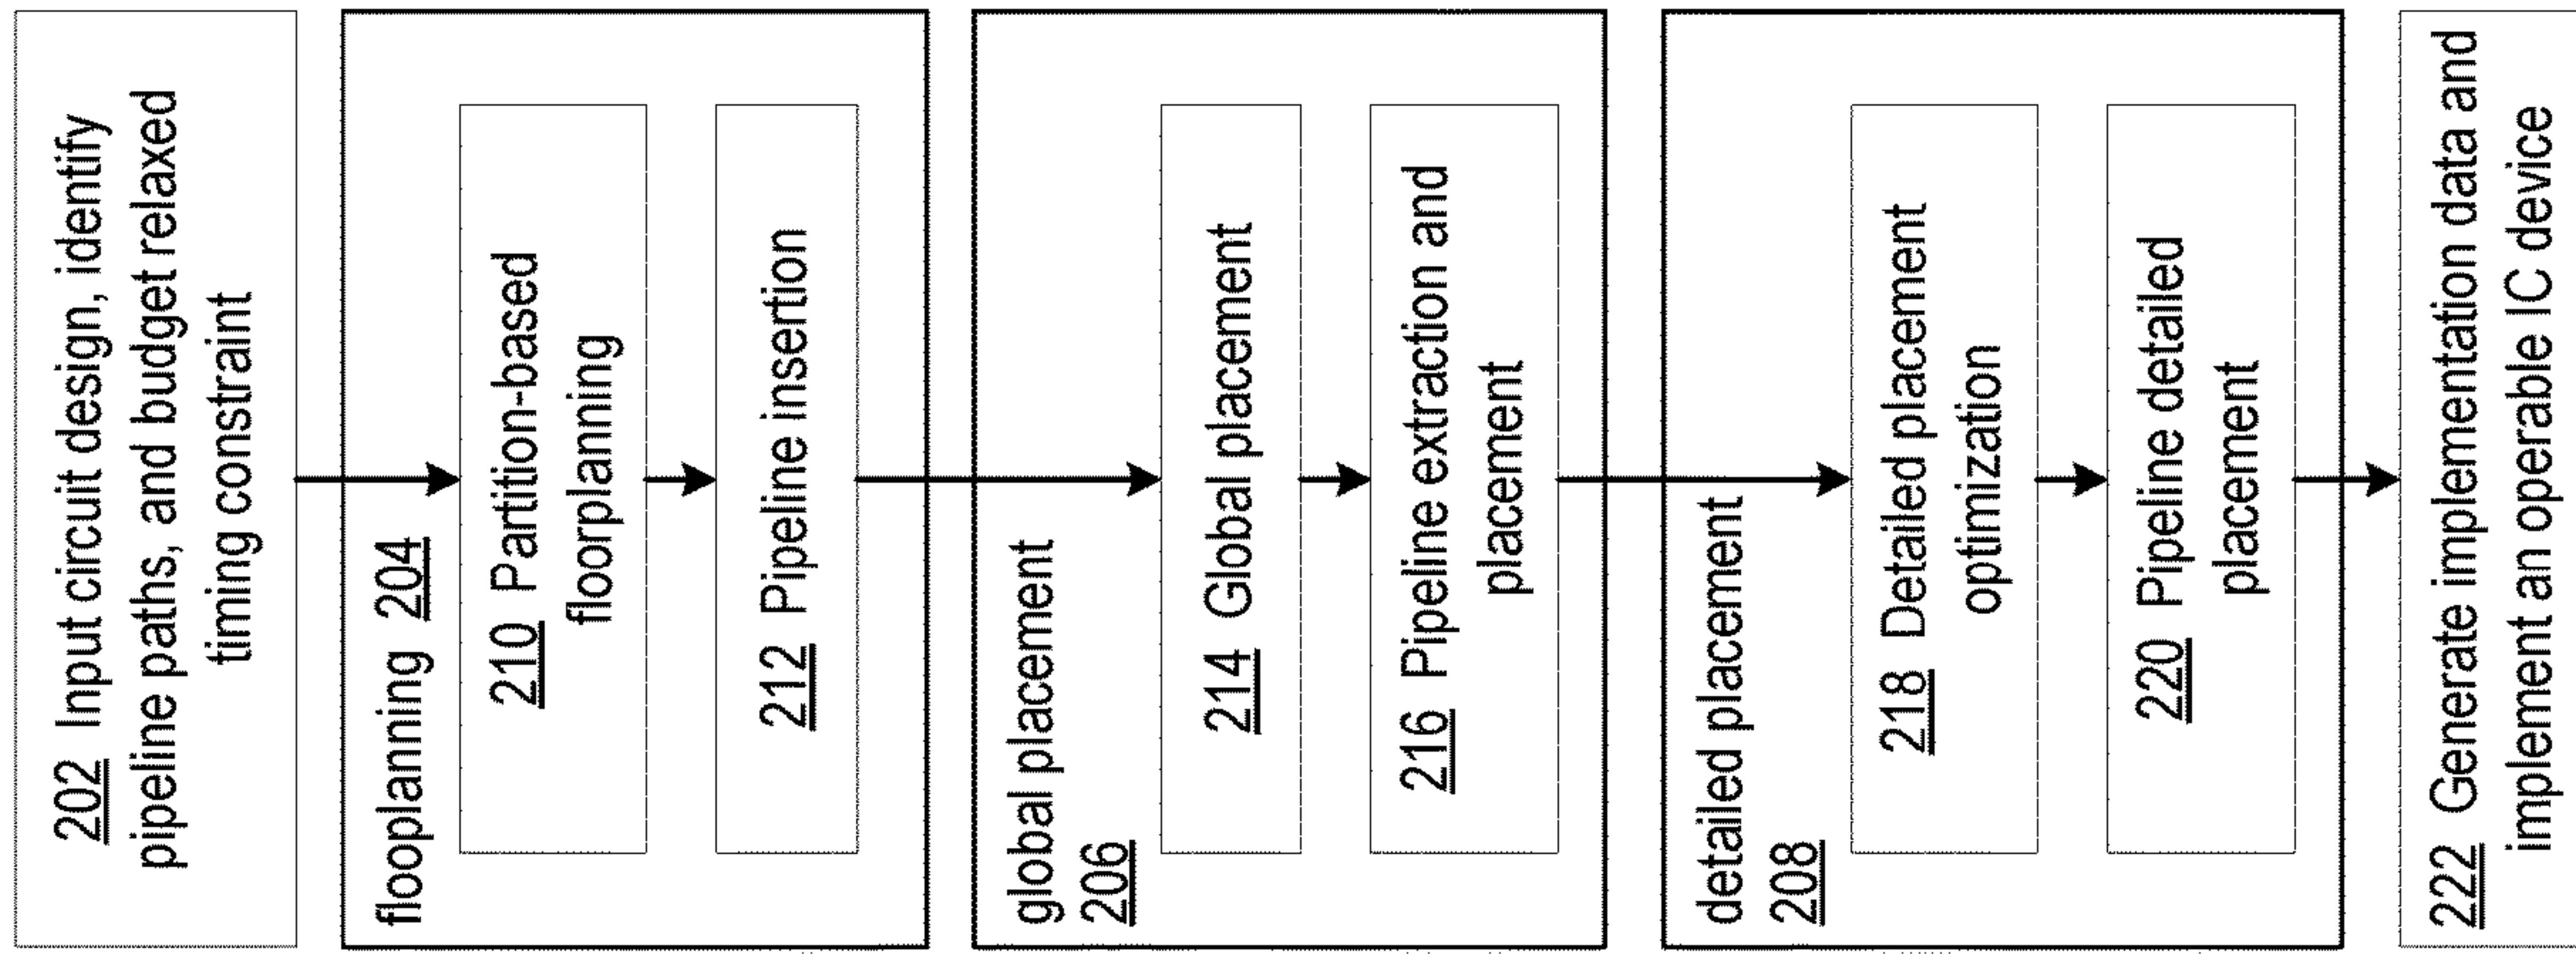 202 Input circuit design, identify
pipeline paths, and budget relaxed
timing constraint
flooplanning 204
210 Partition-based
floorplanning
212 Pipeline insertion
global placement
206
214 Global placement
216 Pipeline extraction and
placement
detailed placement
208
218 Detailed placement
optimization
220 Pipeline detailed
placement
222 Generate implementation data and
implement an operable IC device